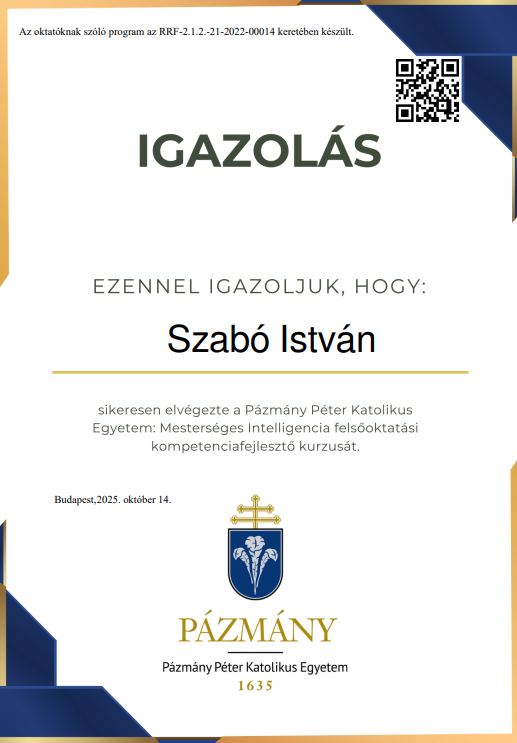 Az oktatóknak szóló program az RRF-2.1.2.-21-2022-00014 keretében készült.
IGAZOLÁS
EZENNEL IGAZOLJUK, HOGY:
Szabó István
sikeresen elvégezte a Pázmány Péter Katolikus
Egyetem: Mesterséges Intelligencia felsőoktatási
kompetenciafejlesztő kurzusát.
Budapest,2025. október 14.
PÁZMÁNY
Pázmány Péter Katolikus Egyetem
1635